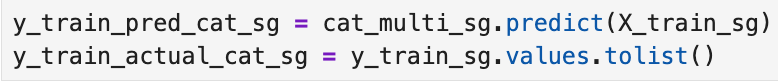 y_train_pred_cat_sg = cat_multi_sg.predict(X_train_sg)
y_train_actual_cat_sg = y_train_sg.values.tolist()